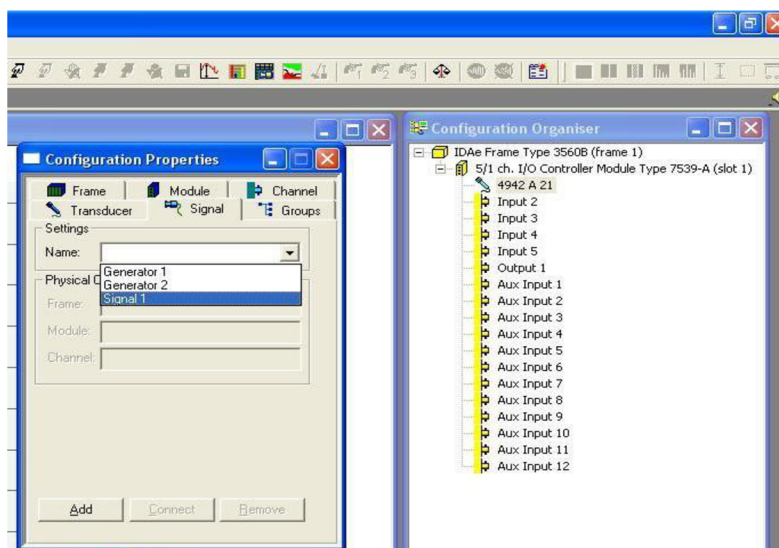 Configuration Properties
Frame
Module
Channel
Transducer
Signal
Groups
Settings
Name:
Generator 1
Generator 2
Signal 1
Physical C
Frame:
Module:
Channel:
Add
Connect
Remove
Configuration Organiser
IDAe Frame Type 3560B (frame 1)
5/1 ch. I/O Controller Module Type 7539-A (slot 1)
4942 A 21
Input 2
Input 3
Input 4
Input 5
Output 1
Aux Input 1
Aux Input 2
Aux Input 3
Aux Input 4
Aux Input 5
Aux Input 6
Aux Input 7
Aux Input 8
Aux Input 9
Aux Input 10
Aux Input 11
Aux Input 12